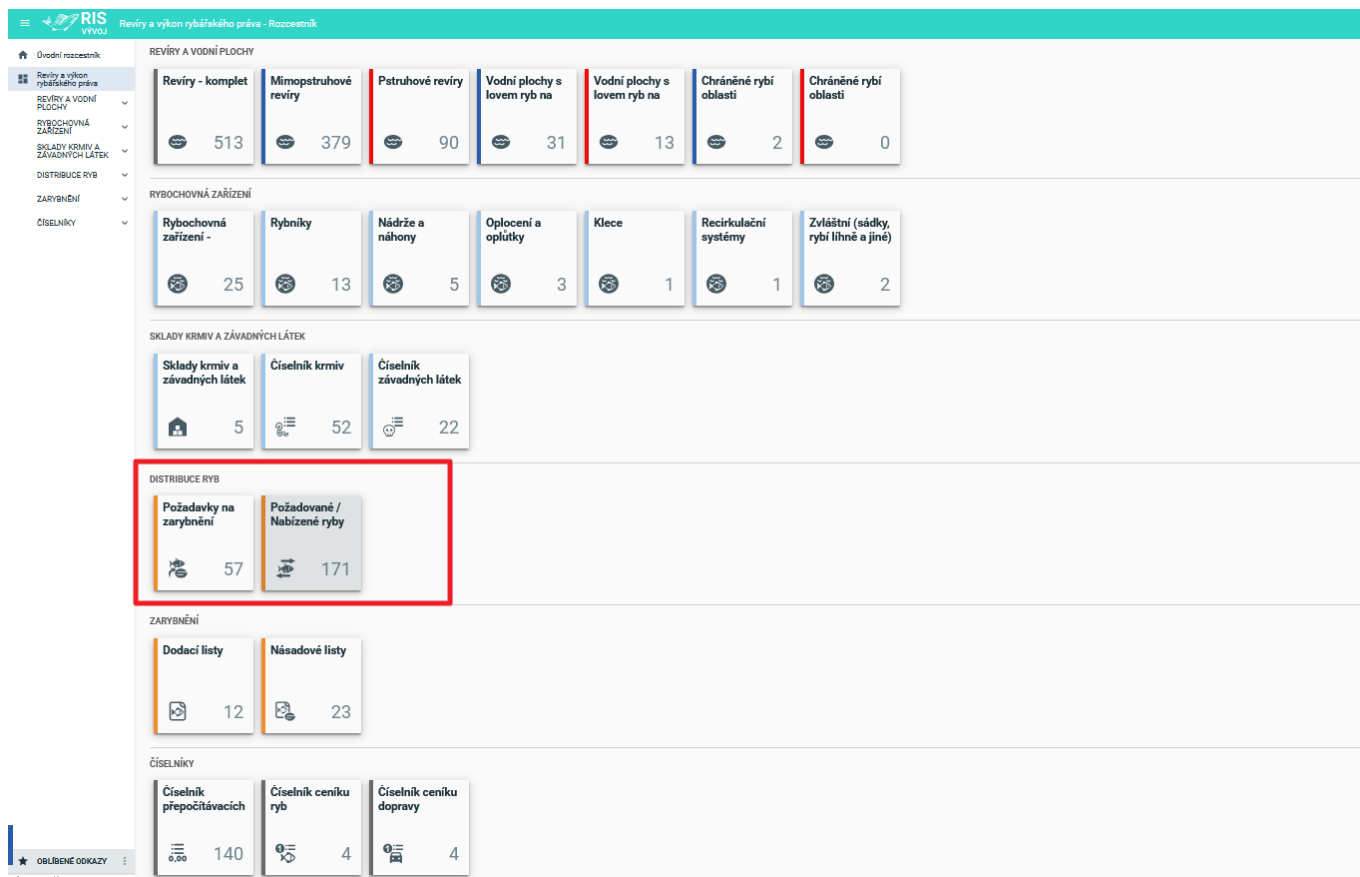 RIS
VÝVOJ
Revíry a výkon rybářského práva - Rozcestník
Úvodní rozcestník
Revíry a výkon
rybářského práva
REVÍRY A VODNÍ
PLOCHY
RYBOCHOVNÁ
ZAŘÍZENÍ
SKLADY KRMIV A
ZÁVADNÝCH LÁTEK
DISTRIBUCE RYB
ZARYBNĚNÍ
ČÍSELNÍKY
OBLÍBENÉ ODKAZY
REVÍRY A VODNÍ PLOCHY
Revíry - komplet
513
Mimopstruhové
revíry
379
Pstruhové revíry
90
Vodní plochy s
lovem ryb na
31
Vodní plochy s
lovem ryb na
13
Chráněné rybí
oblasti
2
Chráněné rybí
oblasti
0
RYBOCHOVNÁ ZAŘÍZENÍ
Rybochovná
zařízení -
25
Rybníky
13
Nádrže a
náhony
5
Oplocení a
oplůtky
3
Klece
1
Recirkulační
systémy
1
Zvláštní (sádky,
rybí líhně a jiné)
2
SKLADY KRMIV A ZÁVADNÝCH LÁTEK
Sklady krmiv a
závadných látek
5
Číselník krmiv
52
Číselník
závadných látek
22
DISTRIBUCE RYB
Požadavky na
zarybnění
57
Požadované /
Nabízené ryby
171
ZARYBNĚNÍ
Dodací listy
12
Násadové listy
23
ČÍSELNÍKY
Číselník
přepočítávacích
0,00
140
Číselník ceníku
ryb
4
Číselník ceníku
dopravy
4